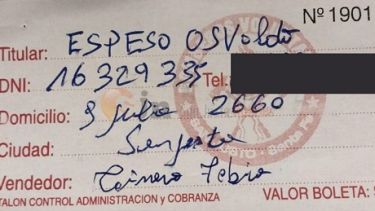 Nº 1901
Titular: ESPESO OSVoldo
DNI: 16329335 Tel:
Domicilio: 9 Julio 2660
Ciudad:
Vendedor:
TALON CONTROL ADMINISTRACION y COBRANZA VALOR BOLETA: $